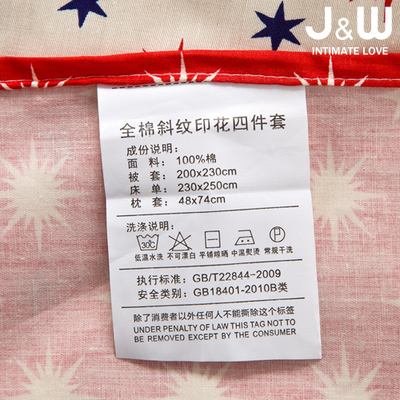 J&W
INTIMATE LOVE
全棉斜纹印花四件套
成份说明：
面 料：100%棉
被 套：200x230cm
床 单：230x250cm
枕 套：48x74cm
洗涤说明：
30C
低温水洗 不可漂白 平铺晾晒 中温熨烫 常规干洗
执行标准：GB/T22844-2009
安全类别：GB18401-2010B类
除了消费者以外任何人不能撕除这个标签
UNDER PENALTY OF LAW THIS TAG NOT TO
BE REMOVED EXCEPT BY THE CONSUMER